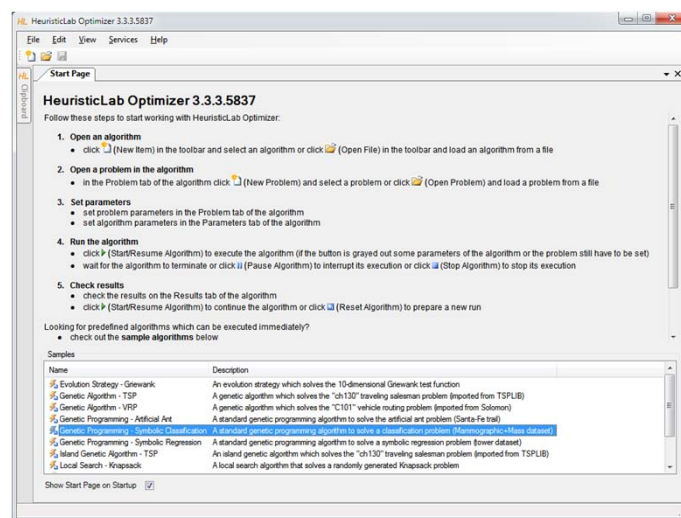 HL HeuristicLab Optimizer 3.3.3.5837
File Edit View Services Help
HL Start Page
Clipboard
HeuristicLab Optimizer 3.3.3.5837
Follow these steps to start working with HeuristicLab Optimizer:
1. Open an algorithm
• click (New Item) in the toolbar and select an algorithm or click (Open File) in the toolbar and load an algorithm from a file
2. Open a problem in the algorithm
• in the Problem tab of the algorithm click (New Problem) and select a problem or click (Open Problem) and load a problem from a file
3. Set parameters
• set problem parameters in the Problem tab of the algorithm
• set algorithm parameters in the Parameters tab of the algorithm
4. Run the algorithm
• click (Start/Resume Algorithm) to execute the algorithm (if the button is grayed out some parameters of the algorithm or the problem still have to be set)
• wait for the algorithm to terminate or click (Pause Algorithm) to interrupt its execution or click (Stop Algorithm) to stop its execution
5. Check results
• check the results on the Results tab of the algorithm
• click (Start/Resume Algorithm) to continue the algorithm or click (Reset Algorithm) to prepare a new run
Looking for predefined algorithms which can be executed immediately?
• check out the sample algorithms below
Samples
Name Description
Evolution Strategy - Griewank An evolution strategy which solves the 10-dimensional Griewank test function
Genetic Algorithm - TSP A genetic algorithm which solves the "ch130" traveling salesman problem (imported from TSPLIB)
Genetic Algorithm - VRP A genetic algorithm which solves the "C101" vehicle routing problem (imported from Solomon)
Genetic Programming - Artificial Ant A standard genetic programming algorithm to solve the artificial ant problem (Santa-Fe trail)
Genetic Programming - Symbolic Classification A standard genetic programming algorithm to solve a classification problem (Mammographic+Mass dataset)
Genetic Programming - Symbolic Regression A standard genetic programming algorithm to solve a symbolic regression problem (tower dataset)
Island Genetic Algorithm - TSP An island genetic algorithm which solves the "ch130" traveling salesman problem (imported from TSPLIB)
Local Search - Knapsack A local search algorithm that solves a randomly generated Knapsack problem
Show Start Page on Startup